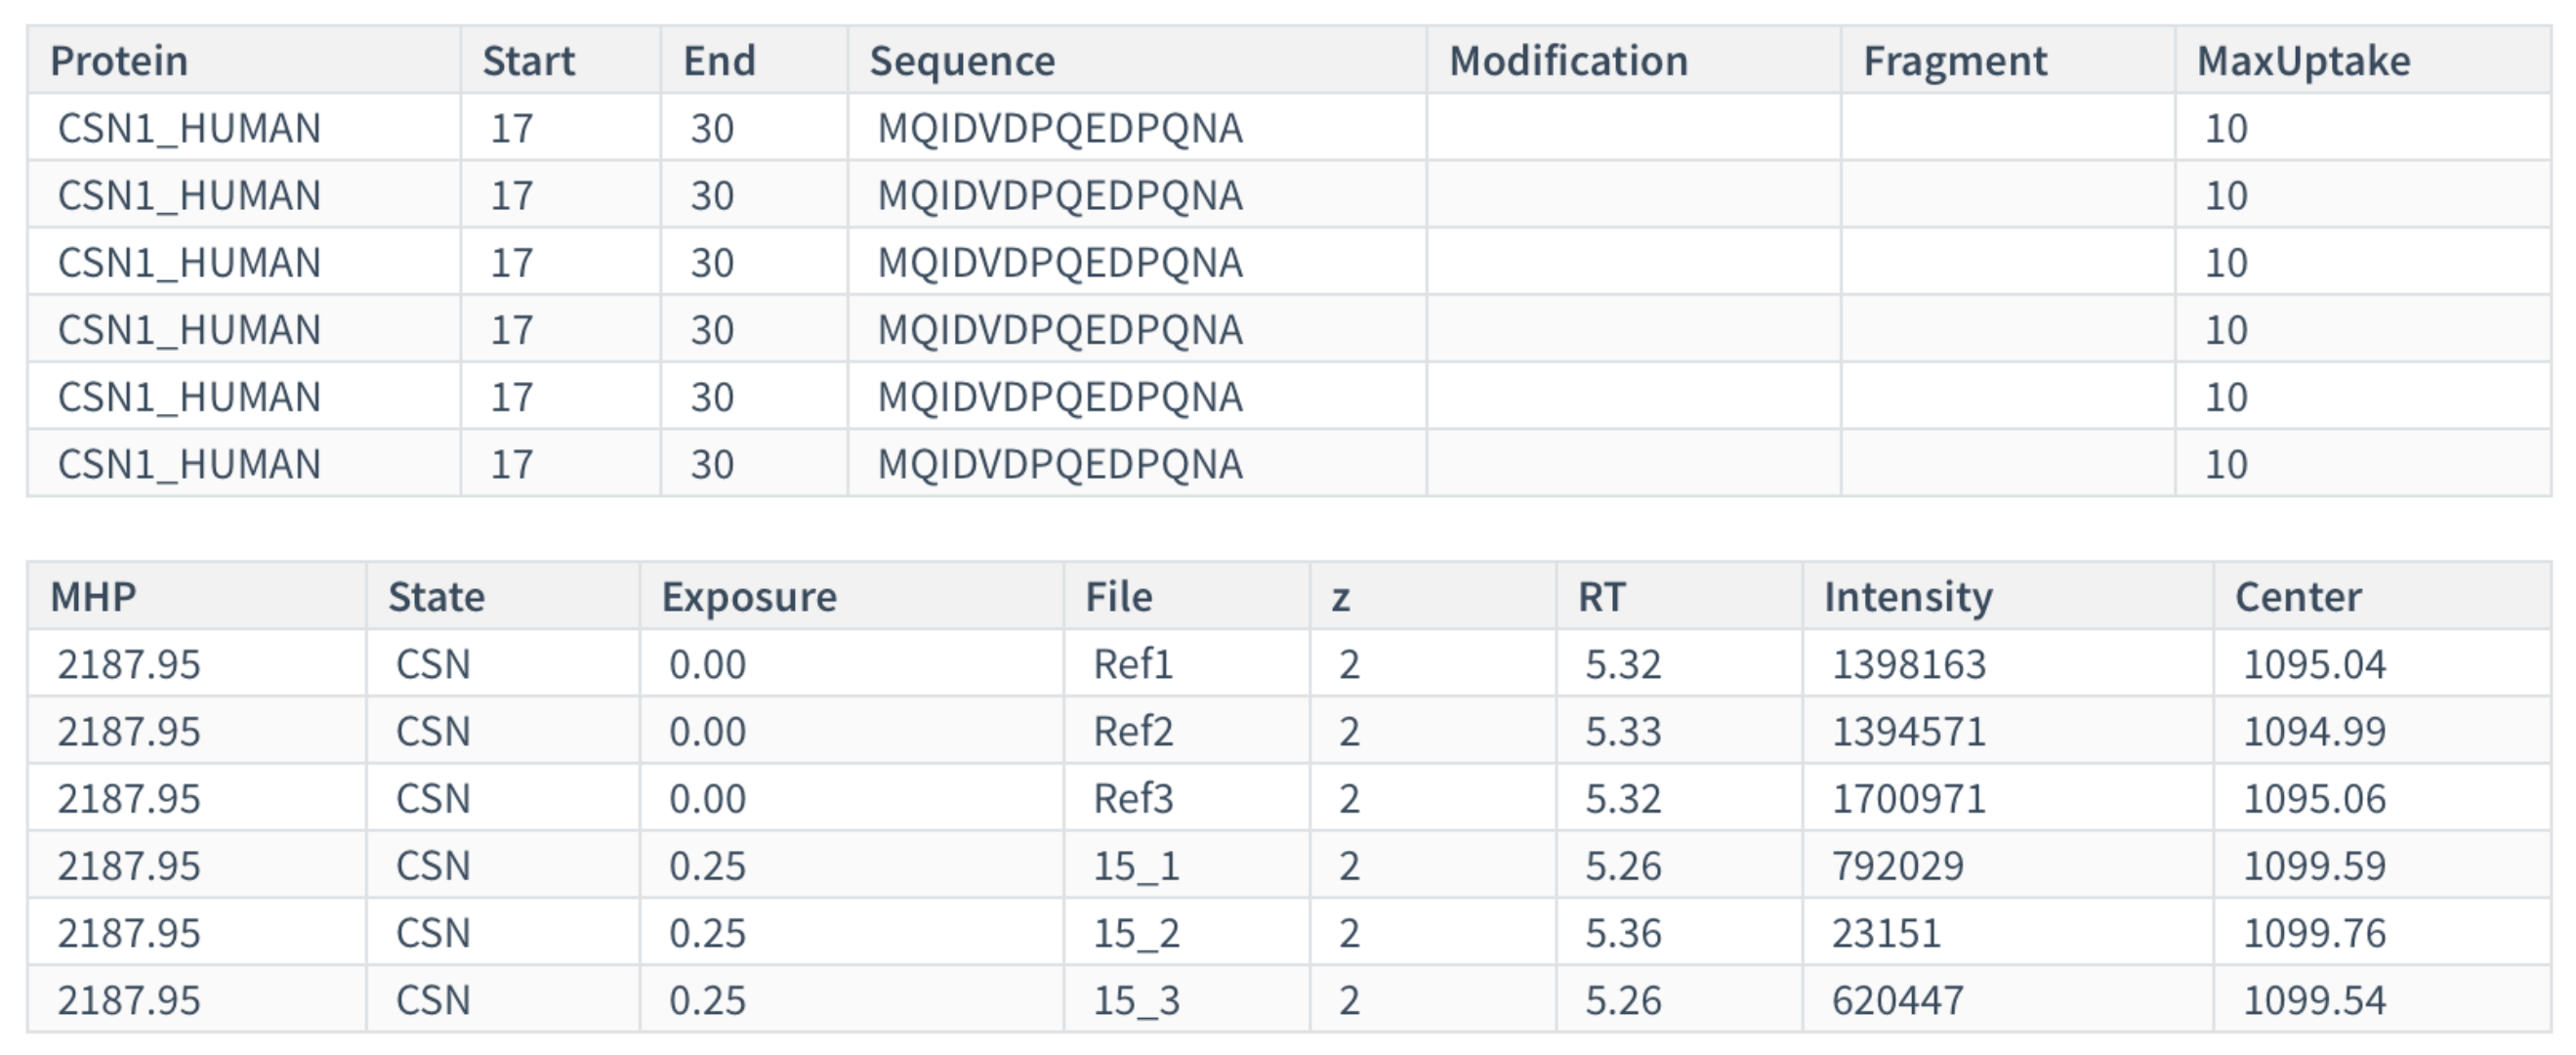 Protein Start End Sequence Modification Fragment MaxUptake
CSN1_HUMAN 17 30 MQIDVDPQEDPQNA 10
CSN1_HUMAN 17 30 MQIDVDPQEDPQNA 10
CSN1_HUMAN 17 30 MQIDVDPQEDPQNA 10
CSN1_HUMAN 17 30 MQIDVDPQEDPQNA 10
CSN1_HUMAN 17 30 MQIDVDPQEDPQNA 10
CSN1_HUMAN 17 30 MQIDVDPQEDPQNA 10
MHP State Exposure File z RT Intensity Center
2187.95 CSN 0.00 Ref1 2 5.32 1398163 1095.04
2187.95 CSN 0.00 Ref2 2 5.33 1394571 1094.99
2187.95 CSN 0.00 Ref3 2 5.32 1700971 1095.06
2187.95 CSN 0.25 15_1 2 5.26 792029 1099.59
2187.95 CSN 0.25 15_2 2 5.36 23151 1099.76
2187.95 CSN 0.25 15_3 2 5.26 620447 1099.54